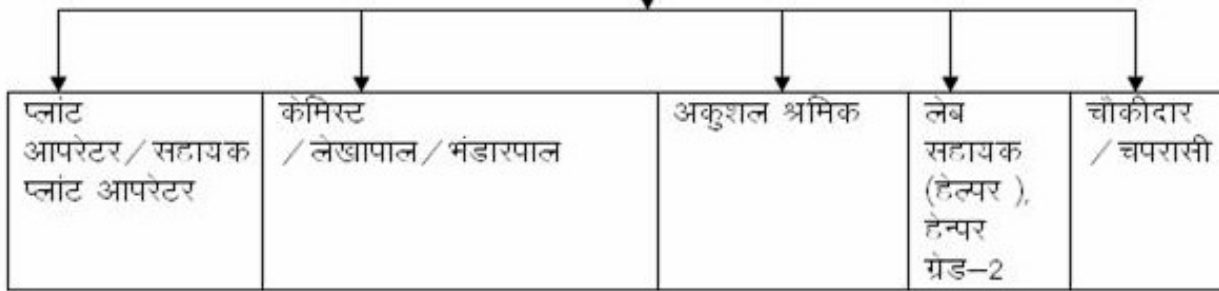 प्लांट
आपरेटर/सहायक
प्लांट आपरेटर
केमिस्ट
/लेखापाल/भंडारपाल
अकुशल श्रमिक
लेब
सहायक
(हेल्पर ),
हेन्पर
ग्रेड–2
चौकीदार
/चपरासी